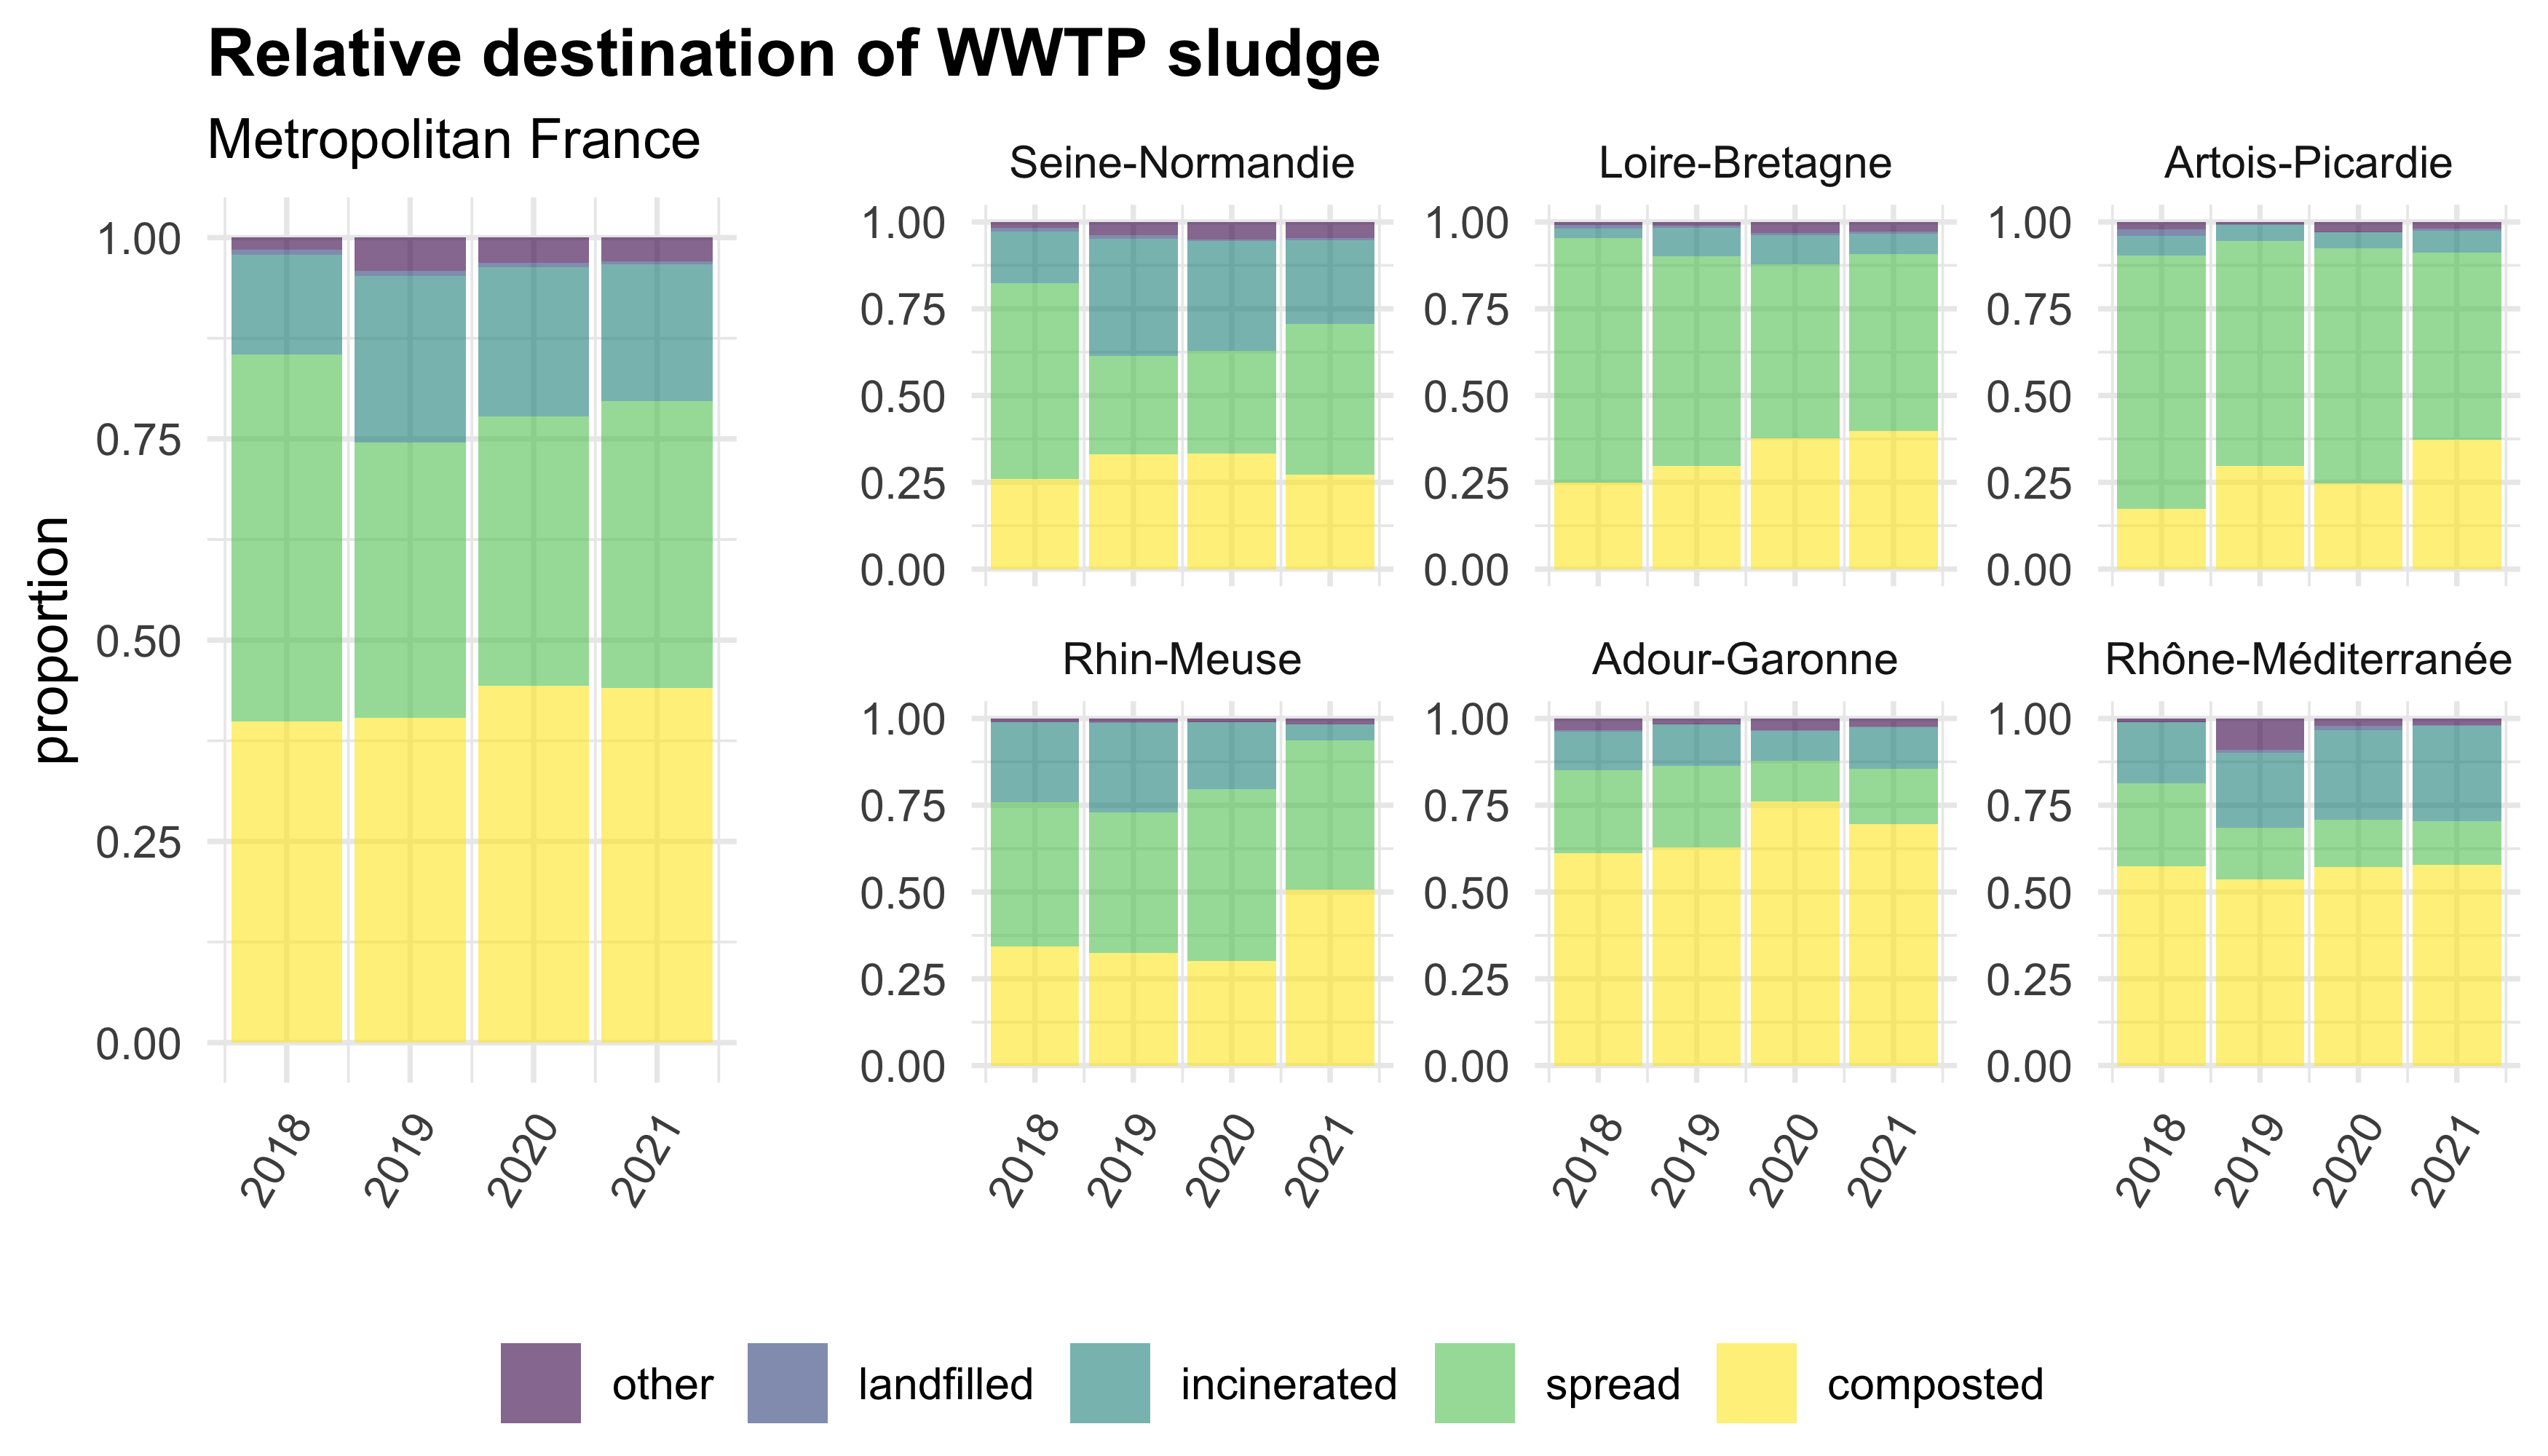 Relative destination of WWTP sludge
Metropolitan France
proportion
1.00
0.75
0.50
0.25
0.00
2018 2019 2020 2021
Seine-Normandie
1.00
0.75
0.50
0.25
0.00
Loire-Bretagne
1.00
0.75
0.50
0.25
0.00
Artois-Picardie
1.00
0.75
0.50
0.25
0.00
Rhin-Meuse
1.00
0.75
0.50
0.25
0.00
2018 2019 2020 2021
Adour-Garonne
1.00
0.75
0.50
0.25
0.00
2018 2019 2020 2021
Rhône-Méditerranée
1.00
0.75
0.50
0.25
0.00
2018 2019 2020 2021
other landfilled incinerated spread composted